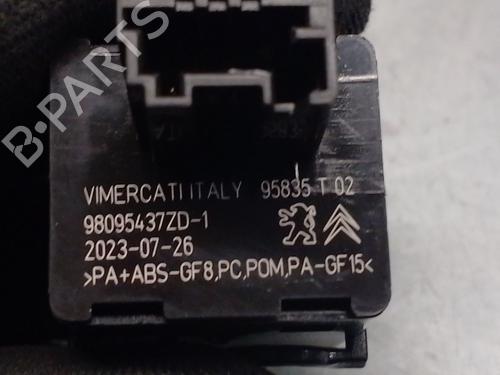 VIMERCATI ITALY 95835 T 02
98095437ZD-1
2023-07-26
>PA+ABS-GF8,PC,POM,PA-GF15<
B-PARTS